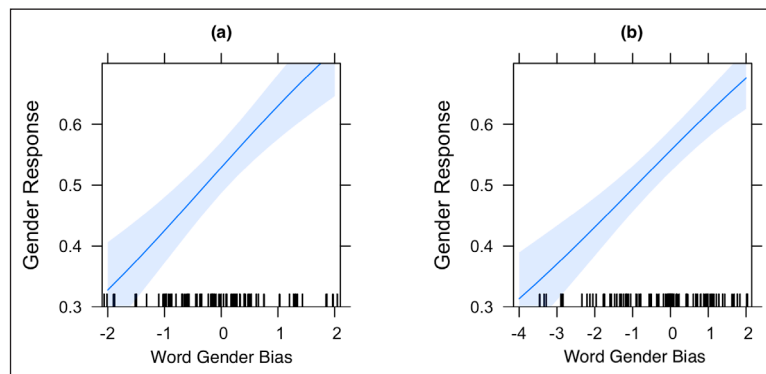 (a)
Gender Response
0.6
0.5
0.4
0.3
-2 -1 0 1 2
Word Gender Bias
(b)
Gender Response
0.6
0.5
0.4
0.3
-4 -3 -2 -1 0 1 2
Word Gender Bias